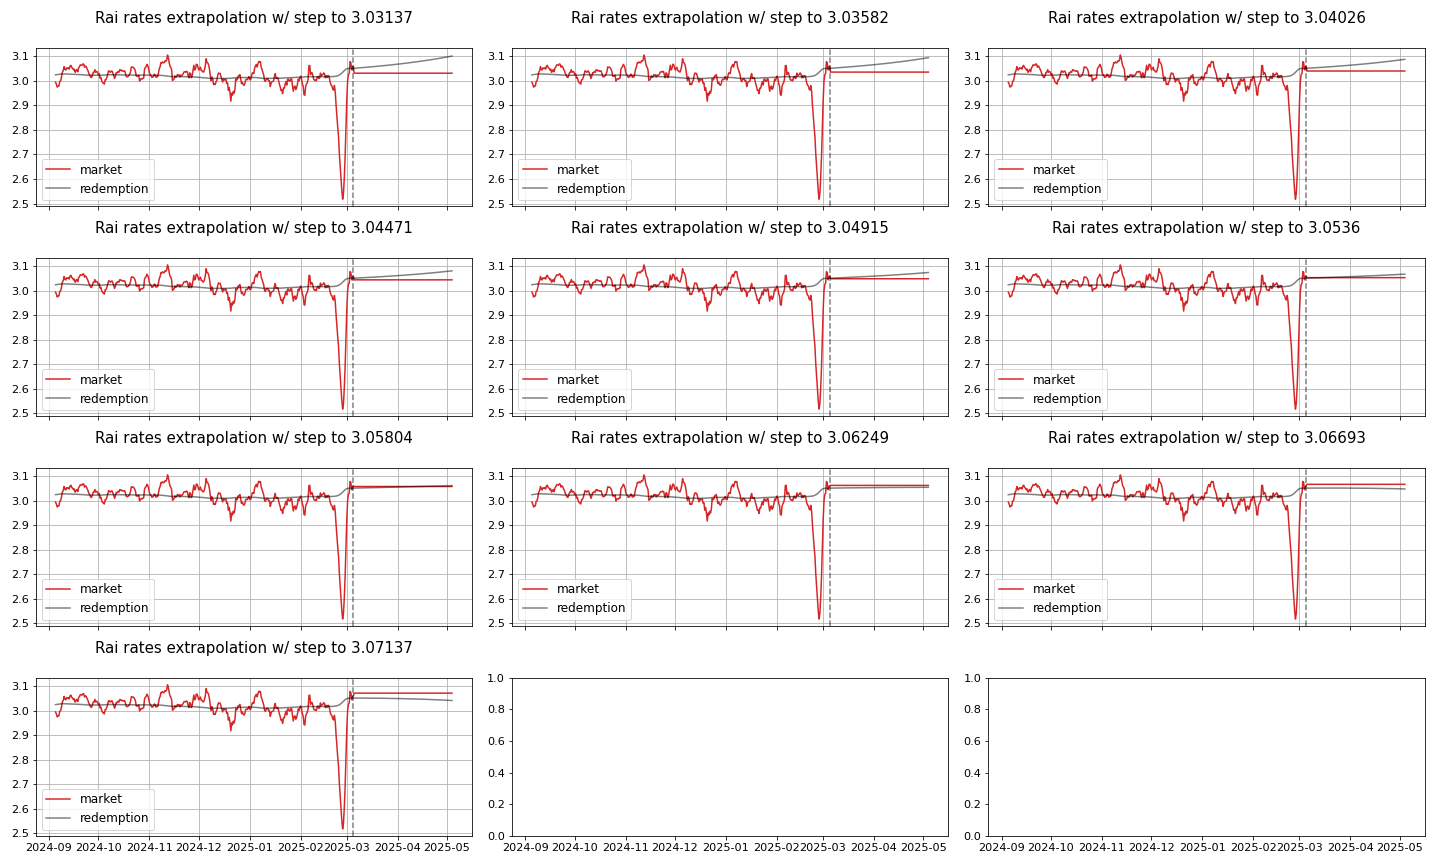 Rai rates extrapolation w/ step to 3.03137
Rai rates extrapolation w/ step to 3.03582
Rai rates extrapolation w/ step to 3.04026
3.1
3.0
2.9
2.8
2.7
2.6
2.5
market
redemption
3.1
3.0
2.9
2.8
2.7
2.6
2.5
market
redemption
3.1
3.0
2.9
2.8
2.7
2.6
2.5
market
redemption
Rai rates extrapolation w/ step to 3.04471
Rai rates extrapolation w/ step to 3.04915
Rai rates extrapolation w/ step to 3.0536
3.1
3.0
2.9
2.8
2.7
2.6
2.5
market
redemption
3.1
3.0
2.9
2.8
2.7
2.6
2.5
market
redemption
3.1
3.0
2.9
2.8
2.7
2.6
2.5
market
redemption
Rai rates extrapolation w/ step to 3.05804
Rai rates extrapolation w/ step to 3.06249
Rai rates extrapolation w/ step to 3.06693
3.1
3.0
2.9
2.8
2.7
2.6
2.5
market
redemption
3.1
3.0
2.9
2.8
2.7
2.6
2.5
market
redemption
3.1
3.0
2.9
2.8
2.7
2.6
2.5
market
redemption
Rai rates extrapolation w/ step to 3.07137
3.1
3.0
2.9
2.8
2.7
2.6
2.5
market
redemption
2024-09 2024-10 2024-11 2024-12 2025-01 2025-02 2025-03 2025-04 2025-05
1.0
0.8
0.6
0.4
0.2
0.0
2024-09 2024-10 2024-11 2024-12 2025-01 2025-02 2025-03 2025-04 2025-05
1.0
0.8
0.6
0.4
0.2
0.0
2024-09 2024-10 2024-11 2024-12 2025-01 2025-02 2025-03 2025-04 2025-05